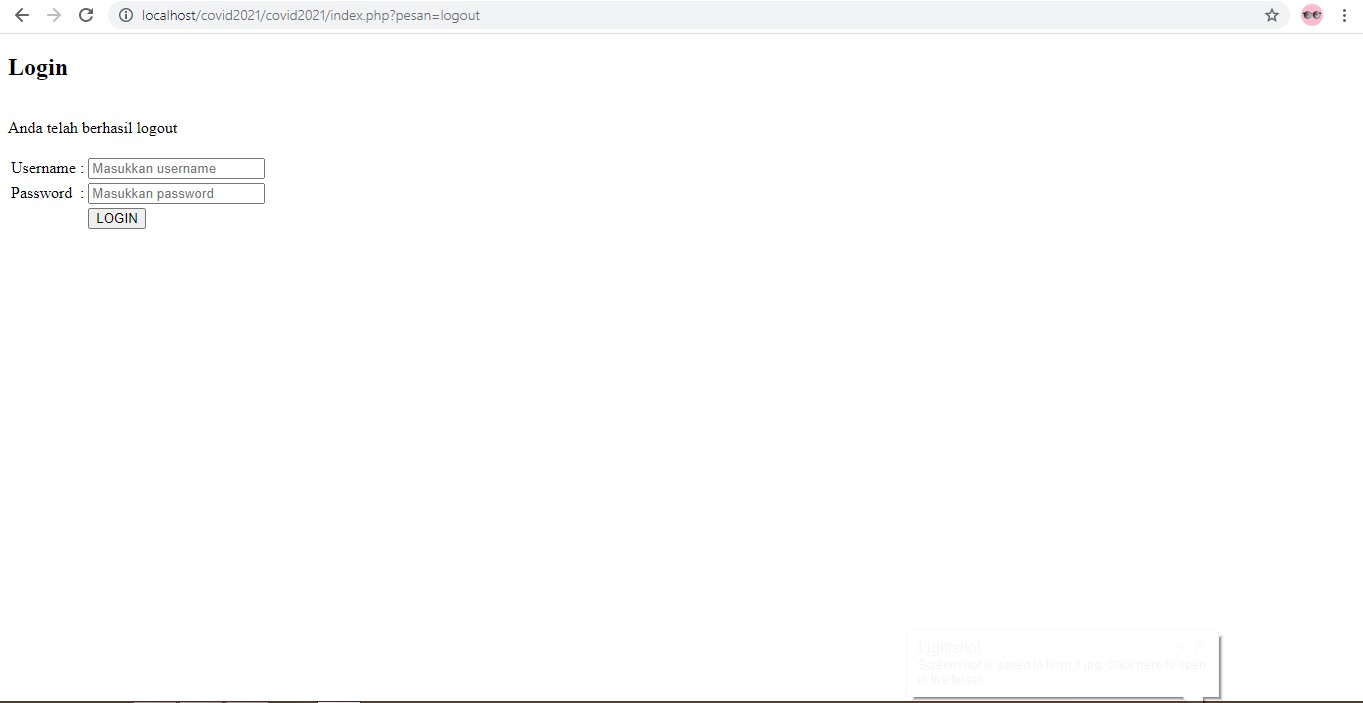 localhost/covid2021/covid2021/index.php?pesan=logout
Login
Anda telah berhasil logout
Username : Masukkan username
Password : Masukkan password
LOGIN
Lightshot
Screenshot is saved to form 1.jpg. Click here to open
in the folder.